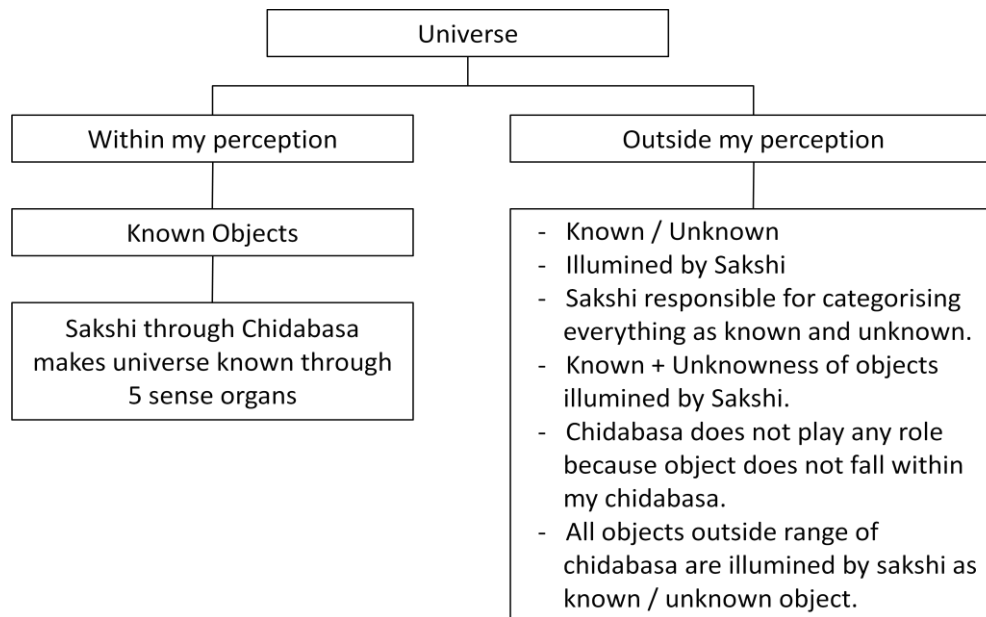 Universe
Within my perception
Outside my perception
Known Objects
Sakshi through Chidabasa
makes universe known through
5 sense organs
- Known / Unknown
- Illumined by Sakshi
- Sakshi responsible for categorising
everything as known and unknown.
- Known + Unknowness of objects
illumined by Sakshi.
- Chidabasa does not play any role
because object does not fall within
my chidabasa.
- All objects outside range of
chidabasa are illumined by sakshi as
known / unknown object.